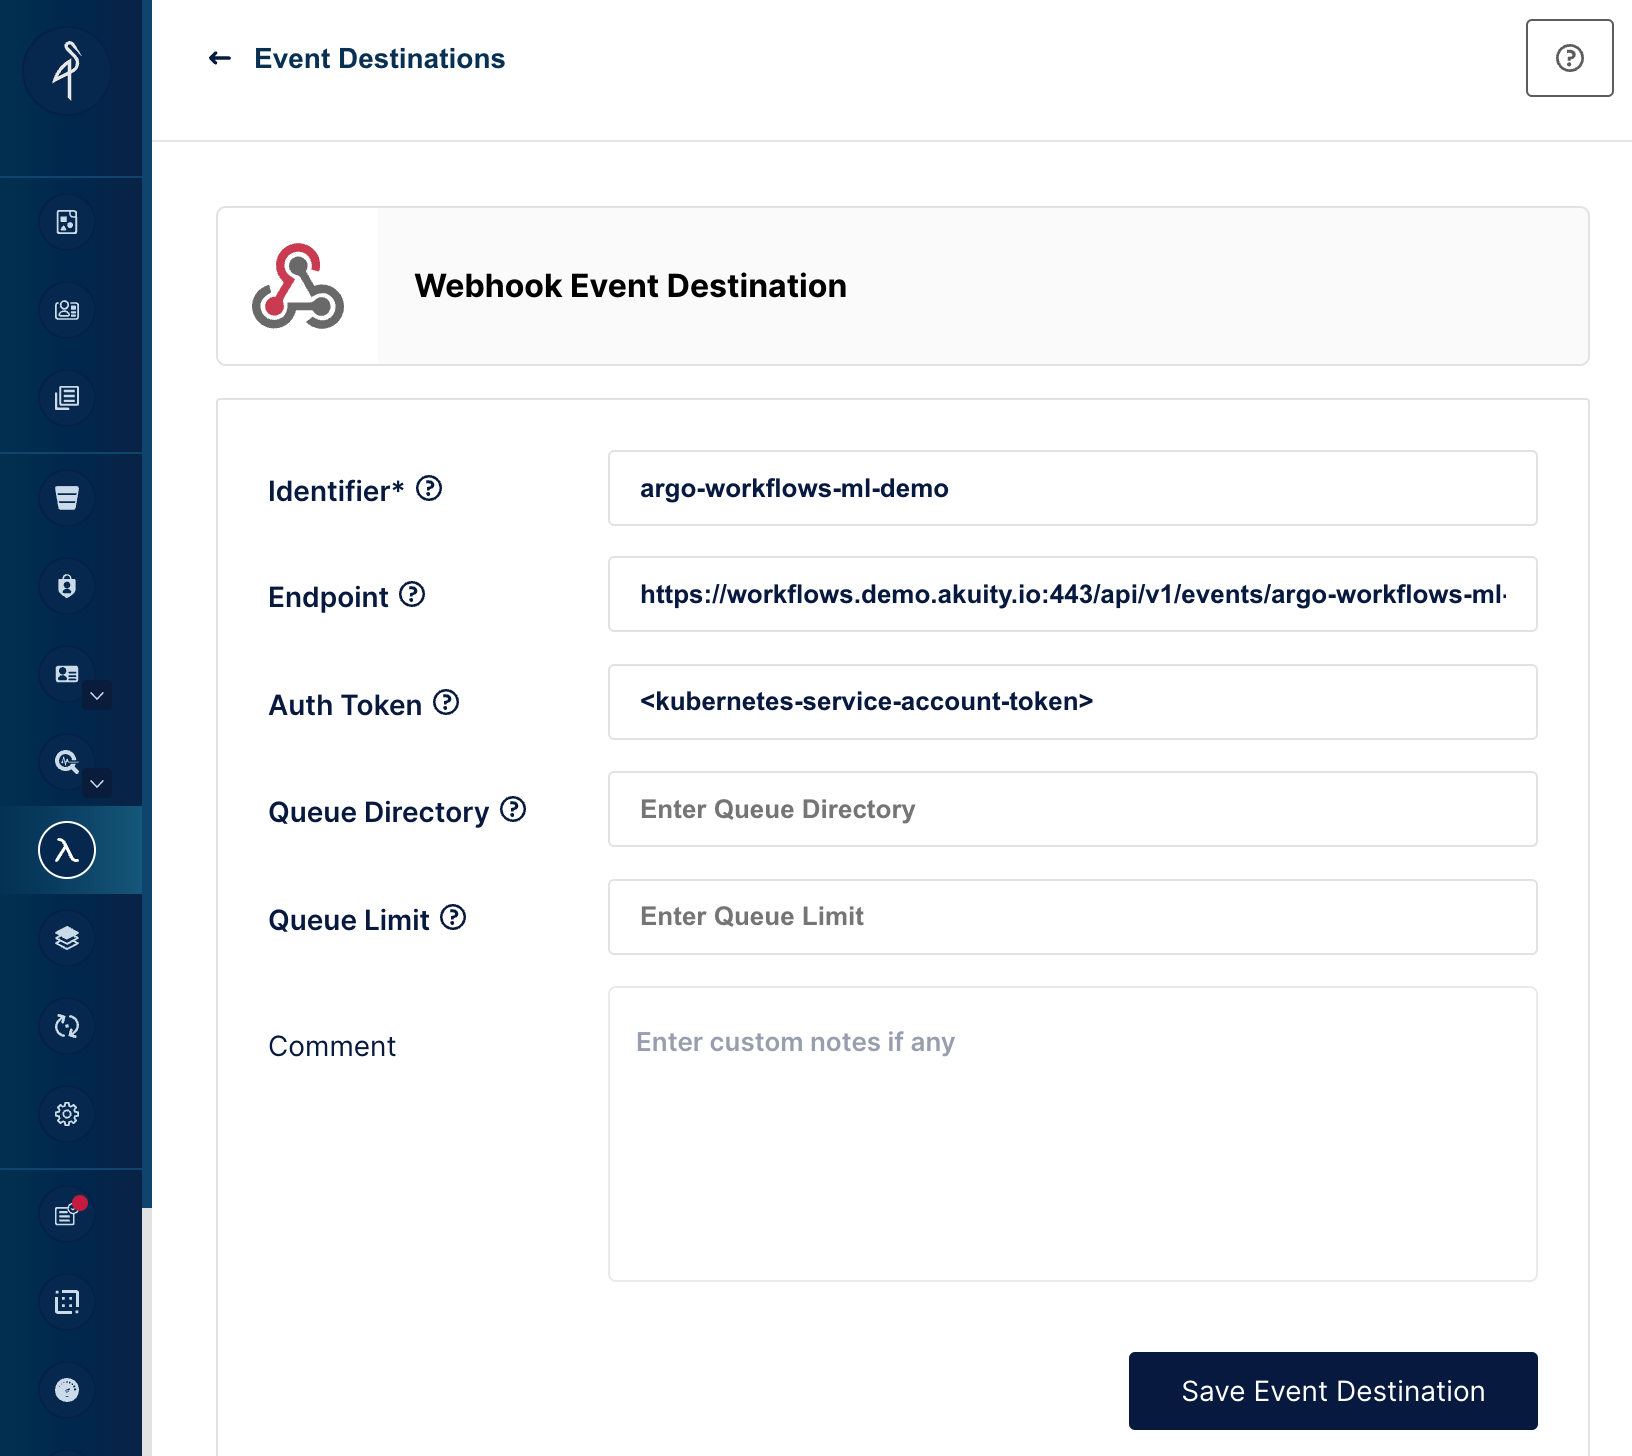 Event Destinations
Webhook Event Destination
Identifier*
argo-workflows-ml-demo
Endpoint
https://workflows.demo.akuity.io:443/api/v1/events/argo-workflows-ml-
Auth Token
<kubernetes-service-account-token>
Queue Directory
Enter Queue Directory
Queue Limit
Enter Queue Limit
Comment
Enter custom notes if any
Save Event Destination